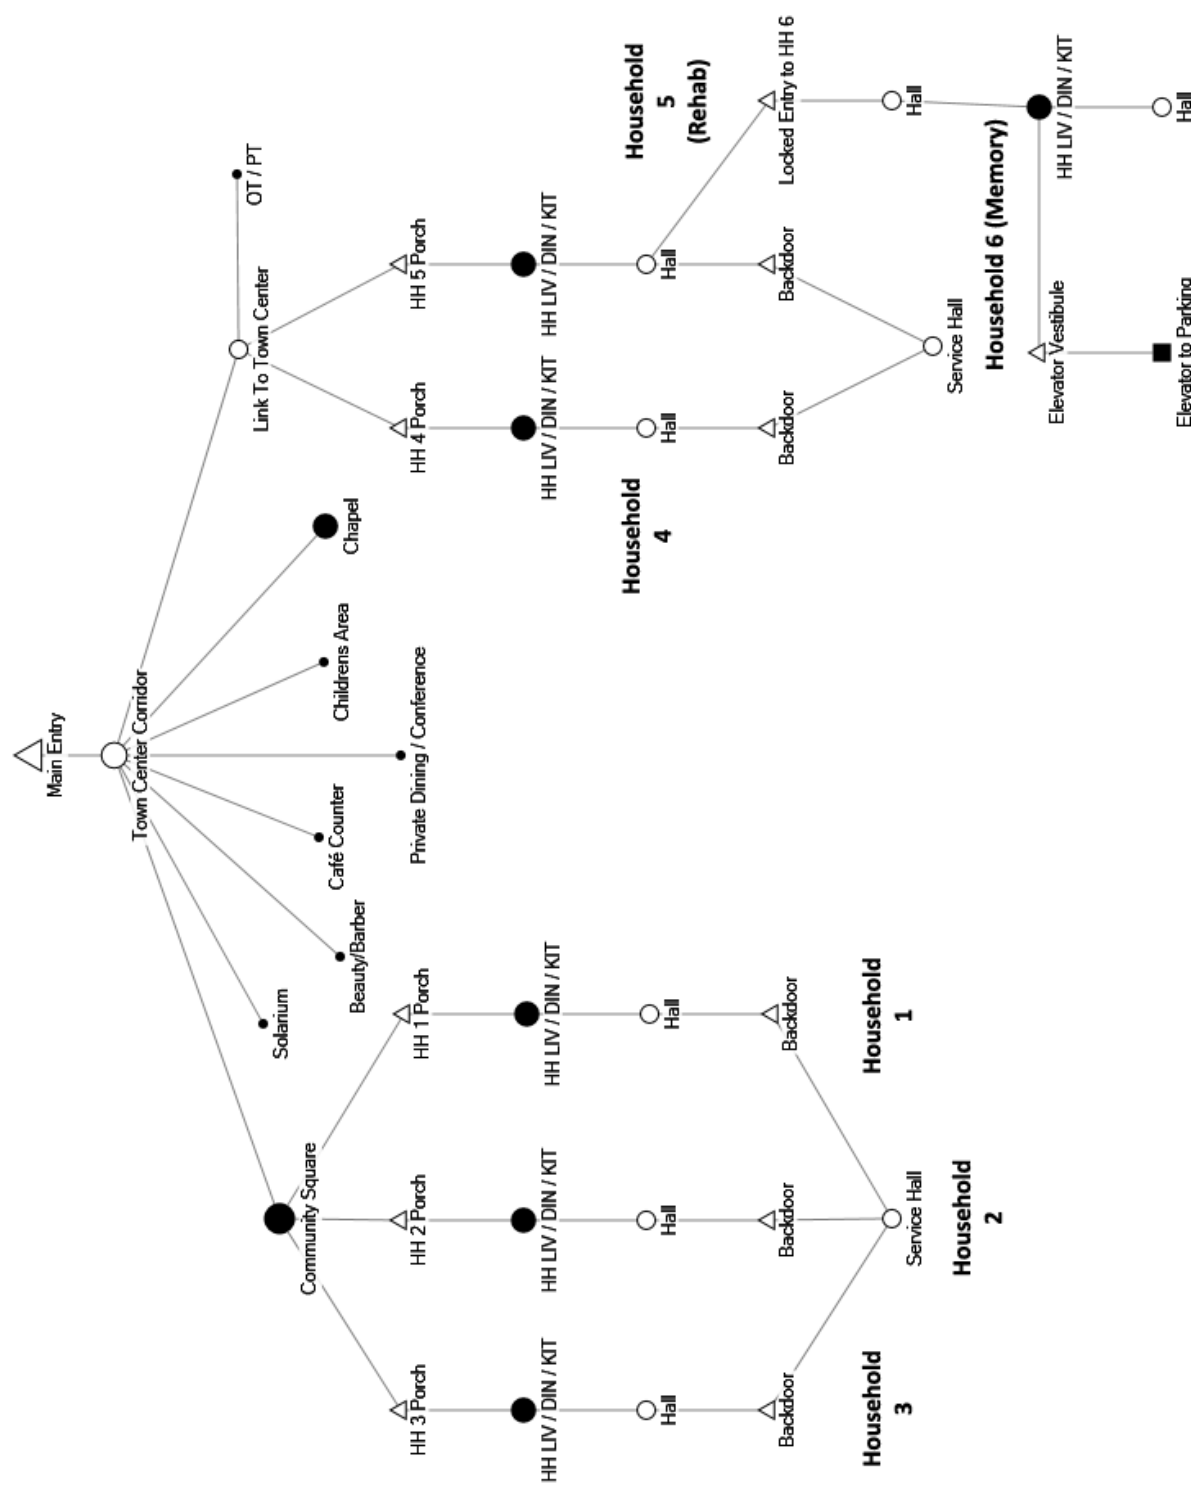 Main Entry
Town Center Corridor
Solarium
Link To Town Center
OT / PT
Community Square
Beauty/Barber
Café Counter
Childrens Area
Chapel
HH 3 Porch
HH 2 Porch
HH 1 Porch
Private Dining / Conference
HH 4 Porch
HH 5 Porch
HH LIV / DIN / KIT
HH LIV / DIN / KIT
HH LIV / DIN / KIT
HH LIV / DIN / KIT
HH LIV / DIN / KIT
Hall
Hall
Hall
Household
4
Hall
Hall
Household
5
(Rehab)
Backdoor
Backdoor
Backdoor
Backdoor
Backdoor
Locked Entry to HH 6
Household
3
Service Hall
Household
1
Household
2
Service Hall
Hall
Household 6 (Memory)
Elevator Vestibule
HH LIV / DIN / KIT
Elevator to Parking
Hall